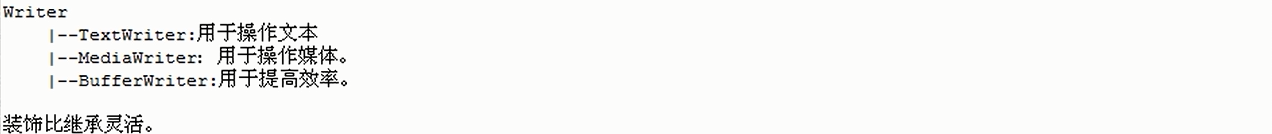 Writer
    |--TextWriter:用于操作文本
    |--MediaWriter: 用于操作媒体。
    |--BufferWriter:用于提高效率。
装饰比继承灵活。